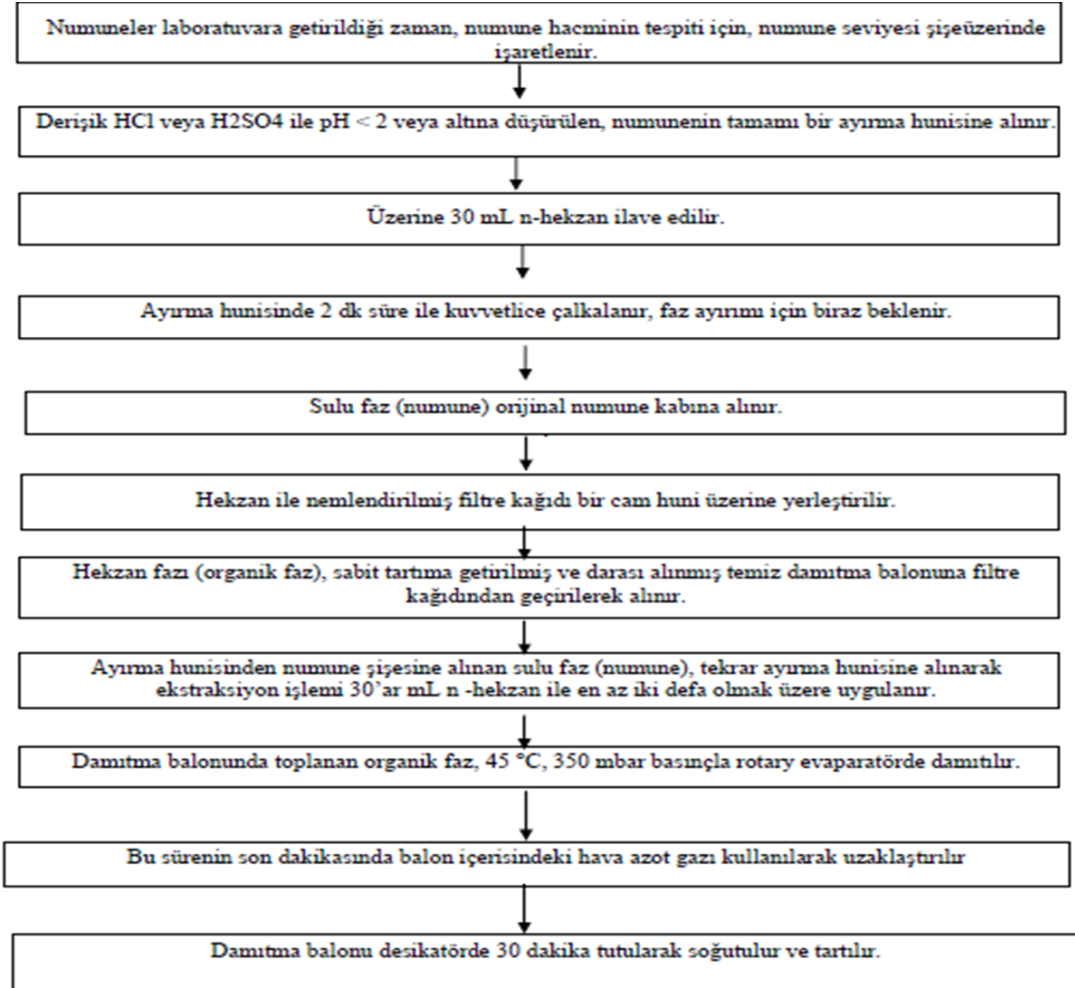 Numuneler laboratuvara getirildiği zaman, numune hacminin tespiti için, numune seviyesi şişeüzerinde
işaretlenir.
Derişik HCl veya H2SO4 ile pH < 2 veya altına düşürülen, numunenin tamamı bir ayırma hunisine alınır.
Üzerine 30 mL n-hekzan ilave edilir.
Ayırma hunisinde 2 dk süre ile kuvvetlice çalkalanır, faz ayırımı için biraz beklenir.
Sulu faz (numune) orijinal numune kabına alınır.
Hekzan ile nemlendirilmiş filtre kağıdı bir cam huni üzerine yerleştirilir.
Hekzan fazı (organik faz), sabit tartıma getirilmiş ve darası alınmış temiz damıtma balonuna filtre
kağıdından geçirilerek alınır.
Ayırma hunisinden numune şişesine alınan sulu faz (numune), tekrar ayırma hunisine alınarak
ekstraksiyon işlemi 30’ar mL n -hekzan ile en az iki defa olmak üzere uygulanır.
Damıtma balonunda toplanan organik faz, 45 °C, 350 mbar basınçla rotary evaparatörde damıtılır.
Bu sürenin son dakikasında balon içerisindeki hava azot gazı kullanılarak uzaklaştırılır
Damıtma balonu desikatörde 30 dakika tutularak soğutulur ve tartılır.